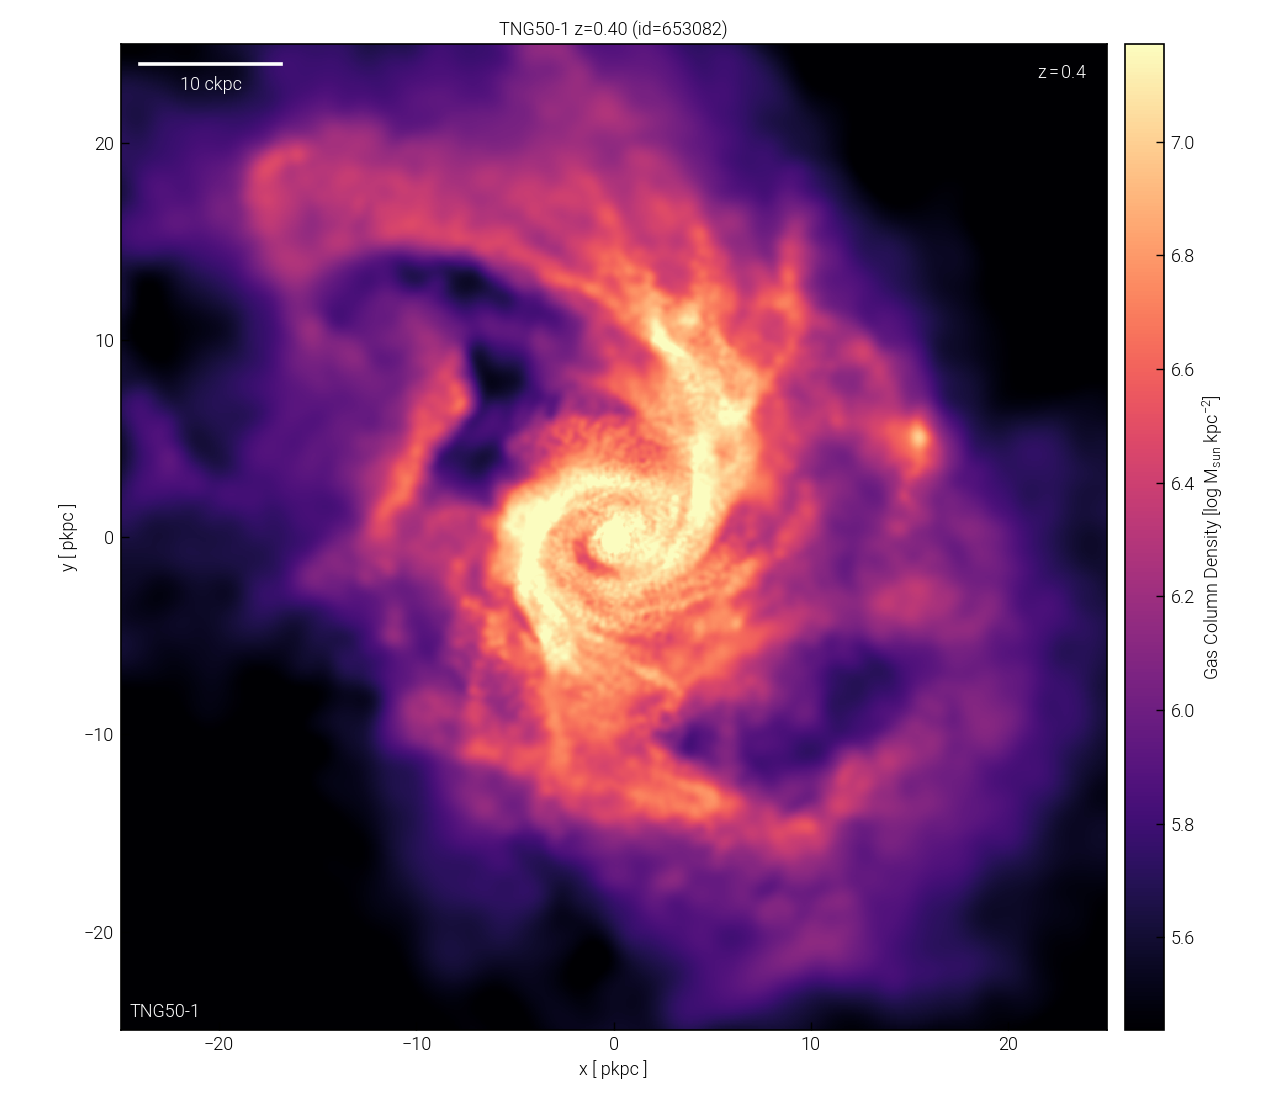 TNG50-1 z=0.40 (id=653082)
10 ckpc
z = 0.4
20
10
0
−10
−20
y [ pkpc ]
TNG50-1
−20
−10
0
10
20
x [ pkpc ]
7.0
6.8
6.6
6.4
6.2
6.0
5.8
5.6
Gas Column Density [log M_sun kpc^−2]